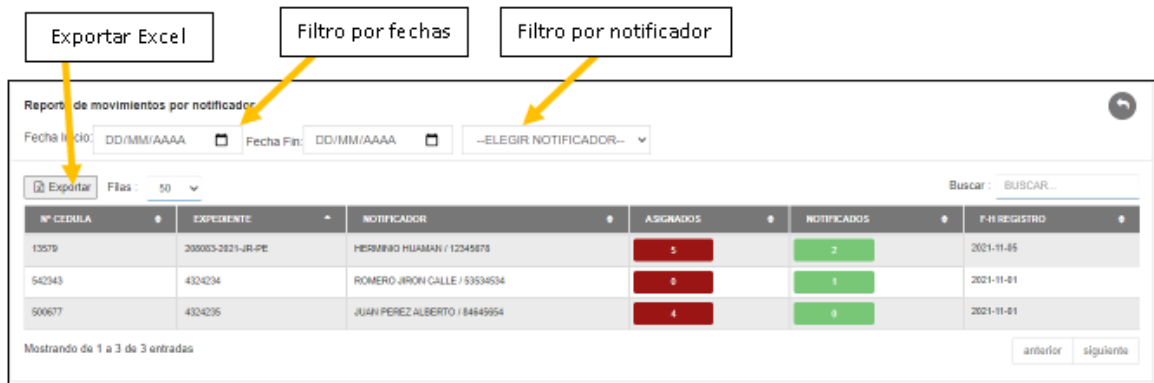 Exportar Excel
Filtro por fechas
Filtro por notificador
Reporte de movimientos por notificador
Fecha Inicio: DD/MM/AAAA Fecha Fin: DD/MM/AAAA --ELEGIR NOTIFICADOR--
Exportar Filas : 50 Buscar : BUSCAR...
Nº CEDULA EXPEDIENTE NOTIFICADOR ASIGNADOS NOTIFICADOS F-H REGISTRO
13579 208083-2021-JR-PE HERMINIO HUAMAN / 12345678 5 2 2021-11-05
542343 4324234 ROMERO JIRON CALLE / 53534534 0 1 2021-11-01
500677 4324235 JUAN PEREZ ALBERTO / 84645654 4 0 2021-11-01
Mostrando de 1 a 3 de 3 entradas anterior siguiente